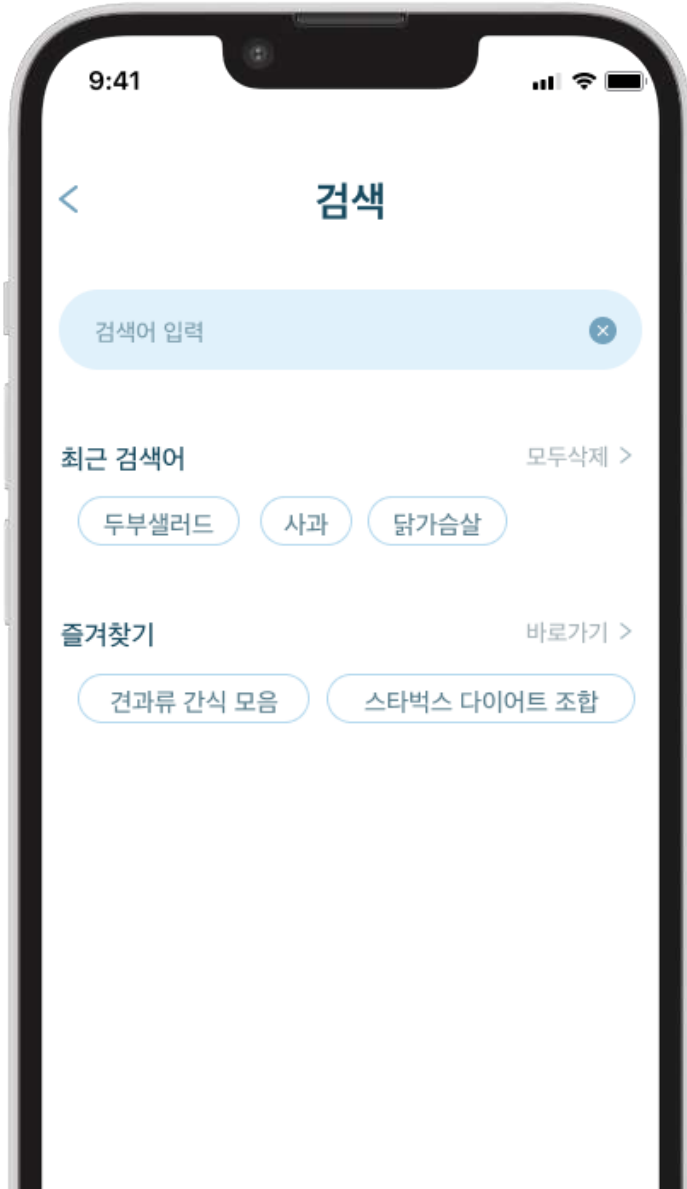 9:41
검색
검색어 입력
최근 검색어 모두삭제 >
두부샐러드 사과 닭가슴살
즐겨찾기 바로가기 >
견과류 간식 모음 스타벅스 다이어트 조합